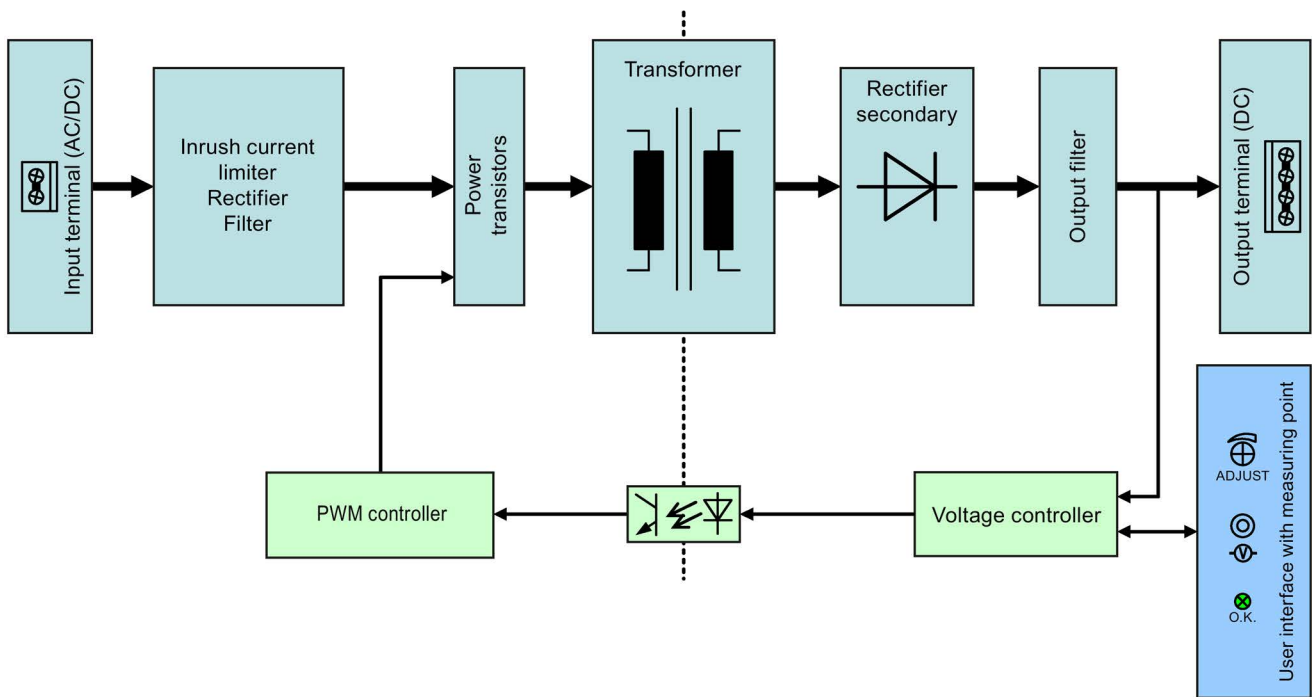 Input terminal (AC/DC)
Inrush current
limiter
Rectifier
Filter
Power
transistors
Transformer
Rectifier
secondary
Output filter
Output terminal (DC)
PWM controller
Voltage controller
ADJUST
V
O.K.
User interface with measuring point